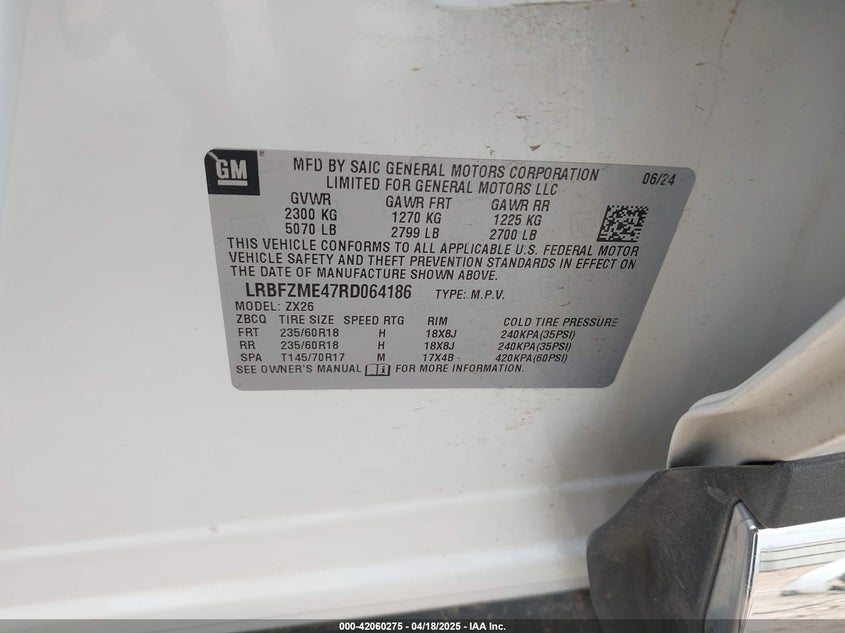 GM
MFD BY SAIC GENERAL MOTORS CORPORATION
LIMITED FOR GENERAL MOTORS LLC
06/24
GVWR GAWR FRT GAWR RR
2300 KG 1270 KG 1225 KG
5070 LB 2799 LB 2700 LB
THIS VEHICLE CONFORMS TO ALL APPLICABLE U.S. FEDERAL MOTOR
VEHICLE SAFETY AND THEFT PREVENTION STANDARDS IN EFFECT ON
THE DATE OF MANUFACTURE SHOWN ABOVE.
LRBFZME47RD064186 TYPE: M.P.V.
MODEL: ZX26
ZBCQ TIRE SIZE SPEED RTG RIM COLD TIRE PRESSURE
FRT 235/60R18 H 18X8J 240KPA(35PSI)
RR 235/60R18 H 18X8J 240KPA(35PSI)
SPA T145/70R17 M 17X4B 420KPA(60PSI)
SEE OWNER'S MANUAL FOR MORE INFORMATION.
000-42060275 - 04/18/2025 - IAA Inc.